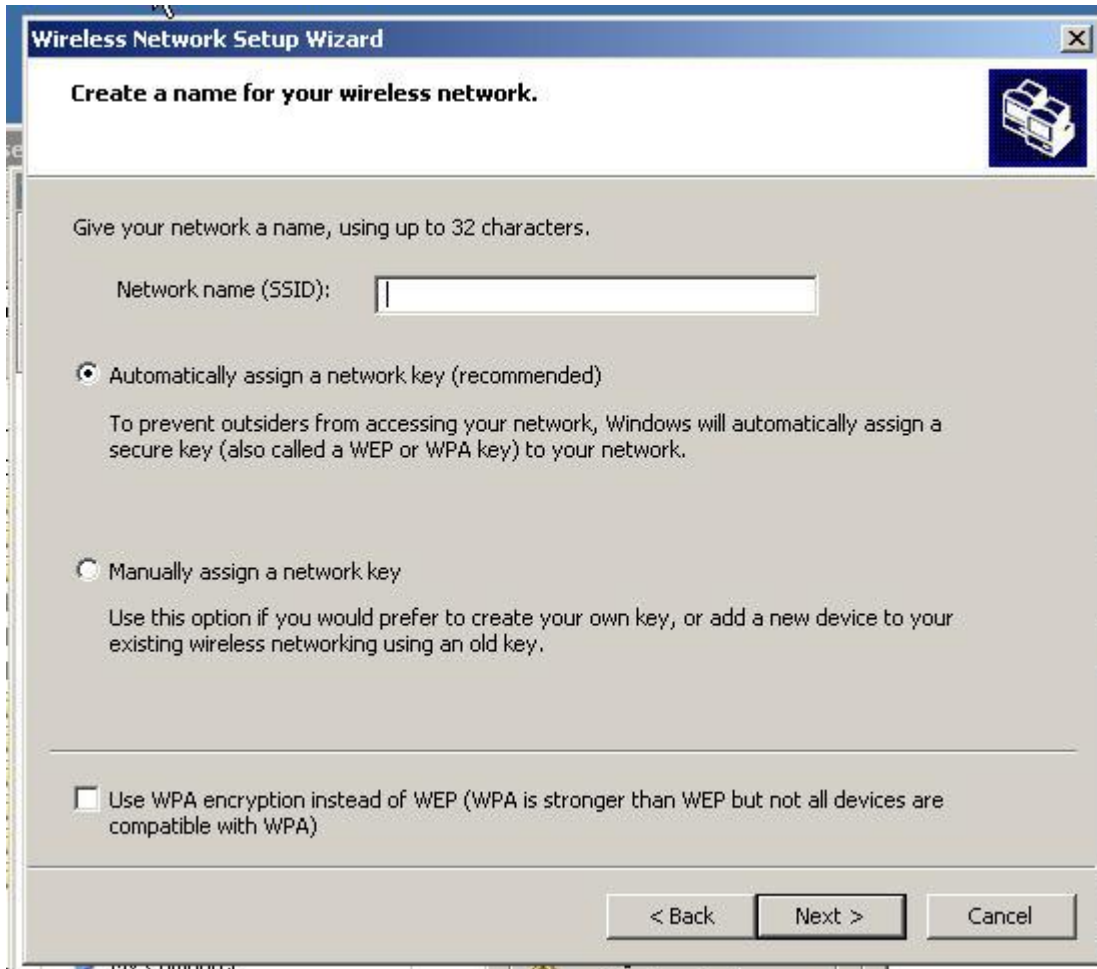 Wireless Network Setup Wizard
Create a name for your wireless network.
Give your network a name, using up to 32 characters.
Network name (SSID):
Automatically assign a network key (recommended)
To prevent outsiders from accessing your network, Windows will automatically assign a
secure key (also called a WEP or WPA key) to your network.
Manually assign a network key
Use this option if you would prefer to create your own key, or add a new device to your
existing wireless networking using an old key.
Use WPA encryption instead of WEP (WPA is stronger than WEP but not all devices are
compatible with WPA)
< Back
Next >
Cancel